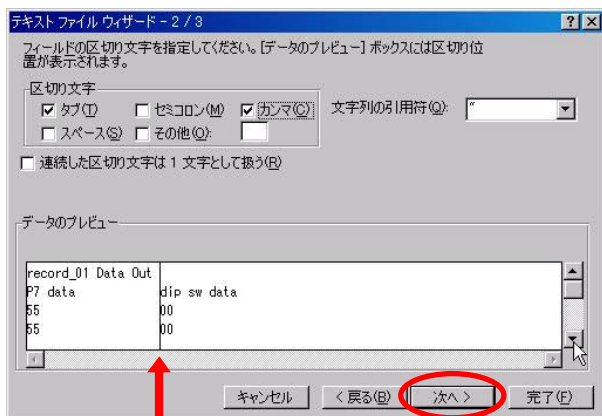 テキスト ファイル ウィザード - 2 / 3
フィールドの区切り文字を指定してください。[データのプレビュー] ボックスには区切り位
置が表示されます。
区切り文字
タブ(T) セミコロン(M) カンマ(C) 文字列の引用符(Q): "
スペース(S) その他(O):
連続した区切り文字は 1 文字として扱う(R)
データのプレビュー
record_01 Data Out
P7 data dip sw data
55 00
55 00
キャンセル < 戻る(B) 次へ > 完了(F)